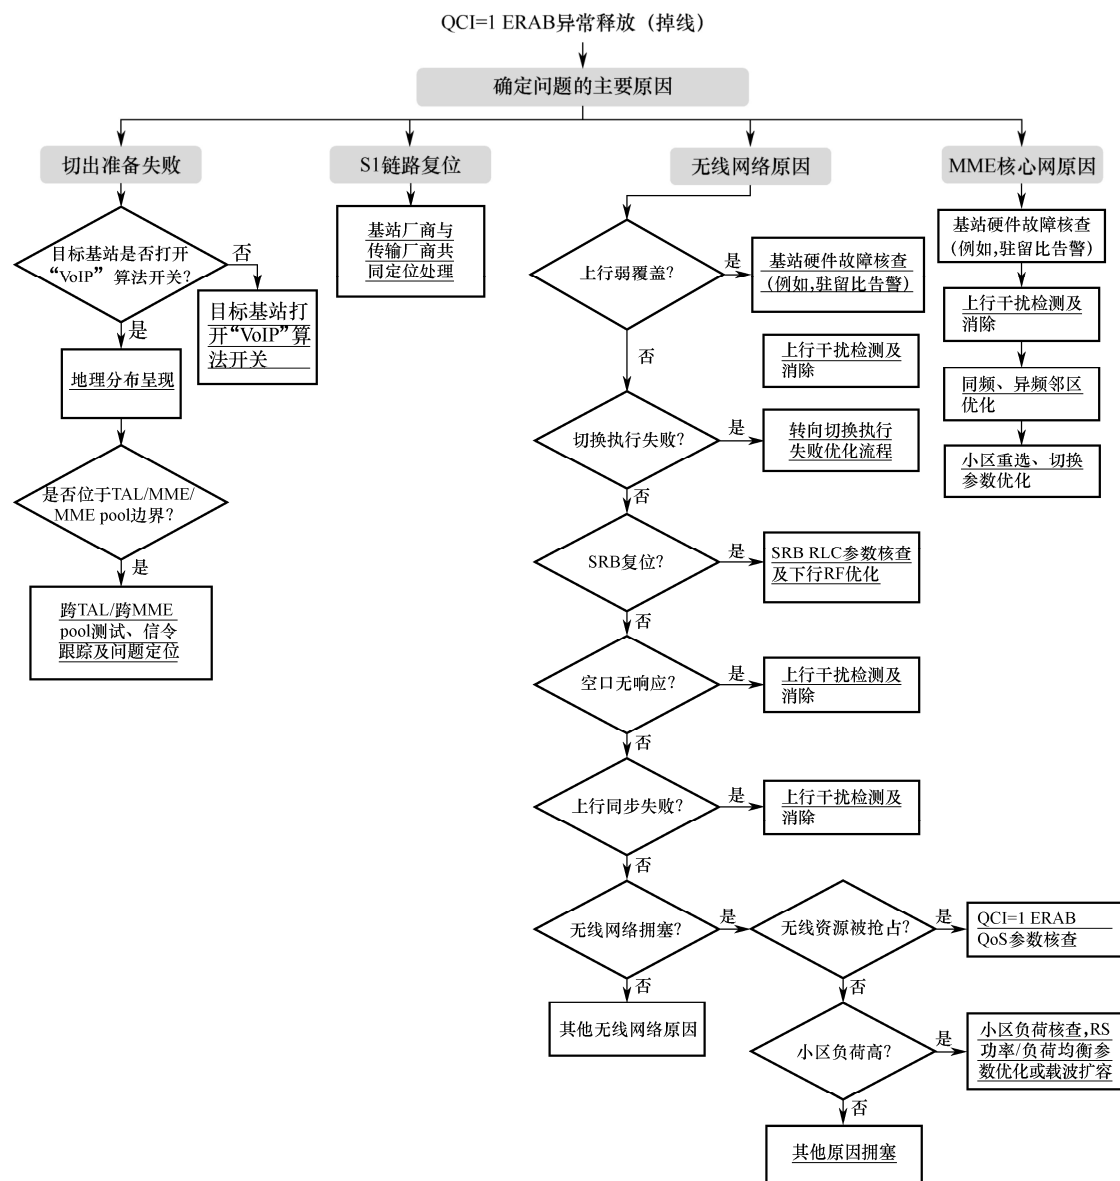 QCI=1 ERAB异常释放（掉线）
确定问题的主要原因
切出准备失败
S1链路复位
无线网络原因
MME核心网原因
目标基站是否打开
“VoIP”算法开关？
否
目标基站打
开“VoIP”算
法开关
是
地理分布呈现
是否位于TAL/MME/
MME pool边界？
是
跨TAL/跨MME
pool测试、信令
跟踪及问题定位
基站厂商与
传输厂商共
同定位处理
上行弱覆盖？
是
基站硬件故障核查
(例如,驻留比告警)
上行干扰检测及
消除
否
切换执行失败？
是
转向切换执行
失败优化流程
否
SRB复位？
是
SRB RLC参数核查
及下行RF优化
否
空口无响应？
是
上行干扰检测及
消除
否
上行同步失败？
是
上行干扰检测及
消除
否
无线网络拥塞？
是
无线资源被抢占？
是
QCI=1 ERAB
QoS参数核查
否
其他无线网络原因
否
小区负荷高？
是
小区负荷核查,RS
功率/负荷均衡参
数优化或载波扩容
否
其他原因拥塞
基站硬件故障核查
(例如,驻留比告警)
上行干扰检测及
消除
同频、异频邻区
优化
小区重选、切换
参数优化